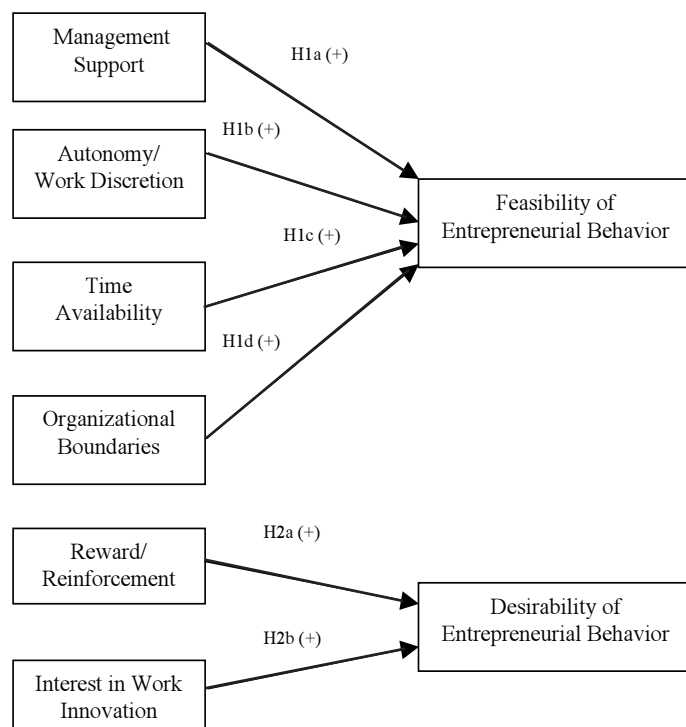 Management
Support
H1a (+)
H1b (+)
Autonomy/
Work Discretion
Feasibility of
Entrepreneurial Behavior
H1c (+)
Time
Availability
H1d (+)
Organizational
Boundaries
H2a (+)
Reward/
Reinforcement
Desirability of
Entrepreneurial Behavior
H2b (+)
Interest in Work
Innovation